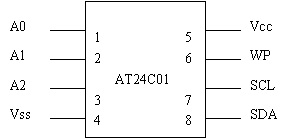 A0 1 5 Vcc
A1 2 6 WP
AT24C01
A2 3 7 SCL
Vss 4 8 SDA